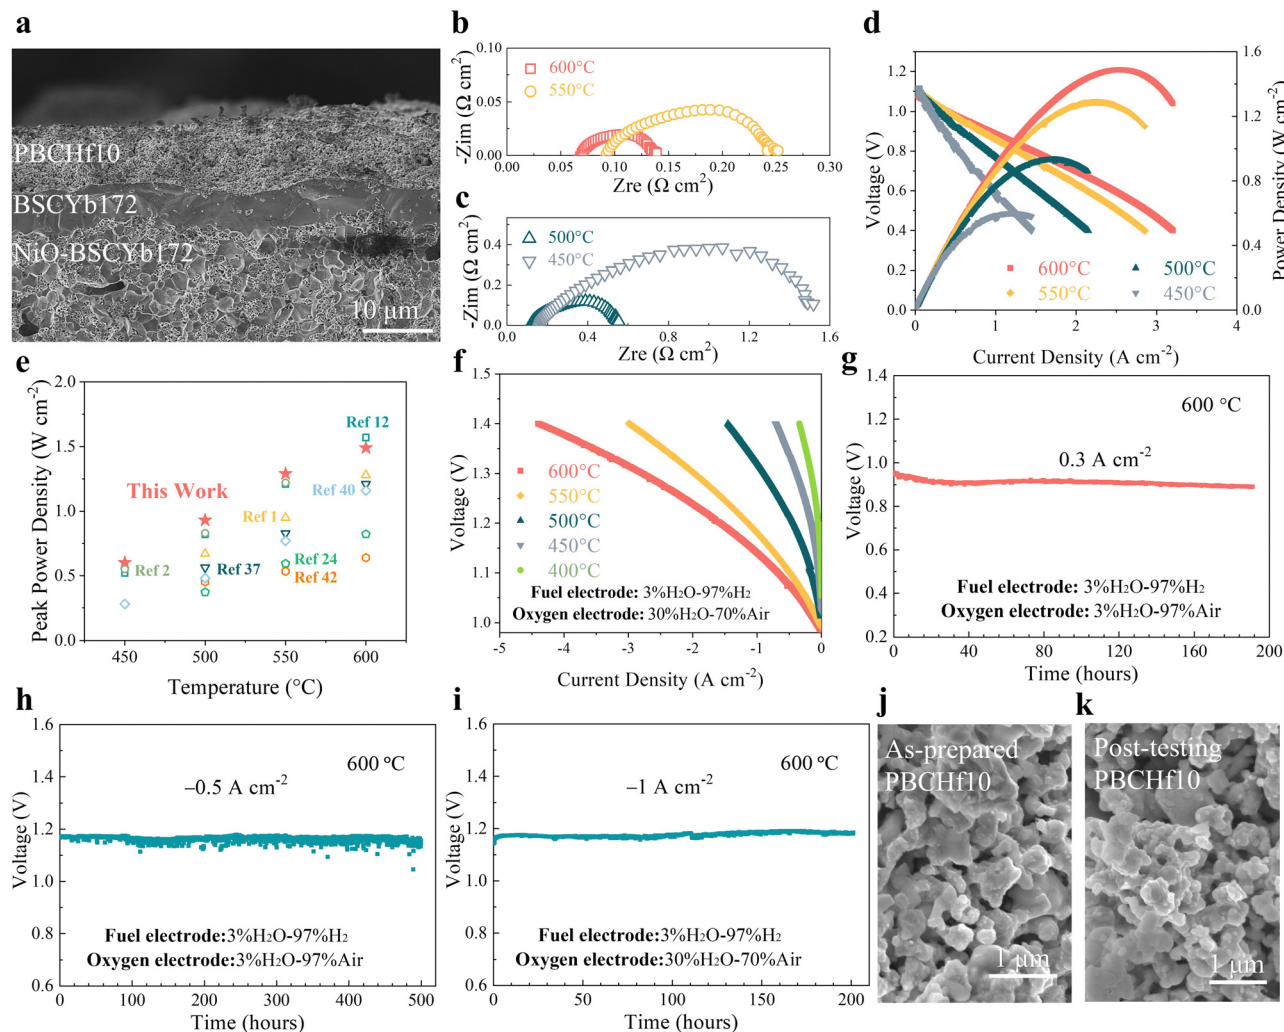 a
PBCHf10
BSCYb172
NiO-BSCYb172
10 μm
b
0.10
0.05
0.00
-Zim (Ω cm²)
600°C
550°C
0.00 0.05 0.10 0.15 0.20 0.25 0.30
Zre (Ω cm²)
c
0.4
0.2
0.0
-Zim (Ω cm²)
500°C
450°C
0.0 0.4 0.8 1.2 1.6
Zre (Ω cm²)
d
1.2
1.0
0.8
0.6
0.4
0.2
0.0
Voltage (V)
1.6
1.4
1.2
1.0
0.8
0.6
0.4
0.2
0.0
Power Density (W cm⁻²)
600°C 500°C
550°C 450°C
0 1 2 3 4
Current Density (A cm⁻²)
e
2.0
1.5
1.0
0.5
0.0
Peak Power Density (W cm⁻²)
Ref 12
This Work
Ref 40
Ref 1
Ref 2
Ref 37
Ref 24
Ref 42
450 500 550 600
Temperature (°C)
f
1.5
1.4
1.3
1.2
1.1
1.0
Voltage (V)
600°C
550°C
500°C
450°C
400°C
Fuel electrode: 3%H₂O-97%H₂
Oxygen electrode: 30%H₂O-70%Air
-5 -4 -3 -2 -1 0
Current Density (A cm⁻²)
g
1.4
1.2
1.0
0.8
0.6
0.4
0.2
Voltage (V)
600 °C
0.3 A cm⁻²
Fuel electrode: 3%H₂O-97%H₂
Oxygen electrode: 3%H₂O-97%Air
0 40 80 120 160 200
Time (hours)
h
1.6
1.4
1.2
1.0
0.8
0.6
Voltage (V)
600 °C
−0.5 A cm⁻²
Fuel electrode:3%H₂O-97%H₂
Oxygen electrode:3%H₂O-97%Air
0 100 200 300 400 500
Time (hours)
i
1.6
1.4
1.2
1.0
0.8
0.6
Voltage (V)
600 °C
−1 A cm⁻²
Fuel electrode:3%H₂O-97%H₂
Oxygen electrode:30%H₂O-70%Air
0 50 100 150 200
Time (hours)
j
As-prepared
PBCHf10
1 μm
k
Post-testing
PBCHf10
1 μm